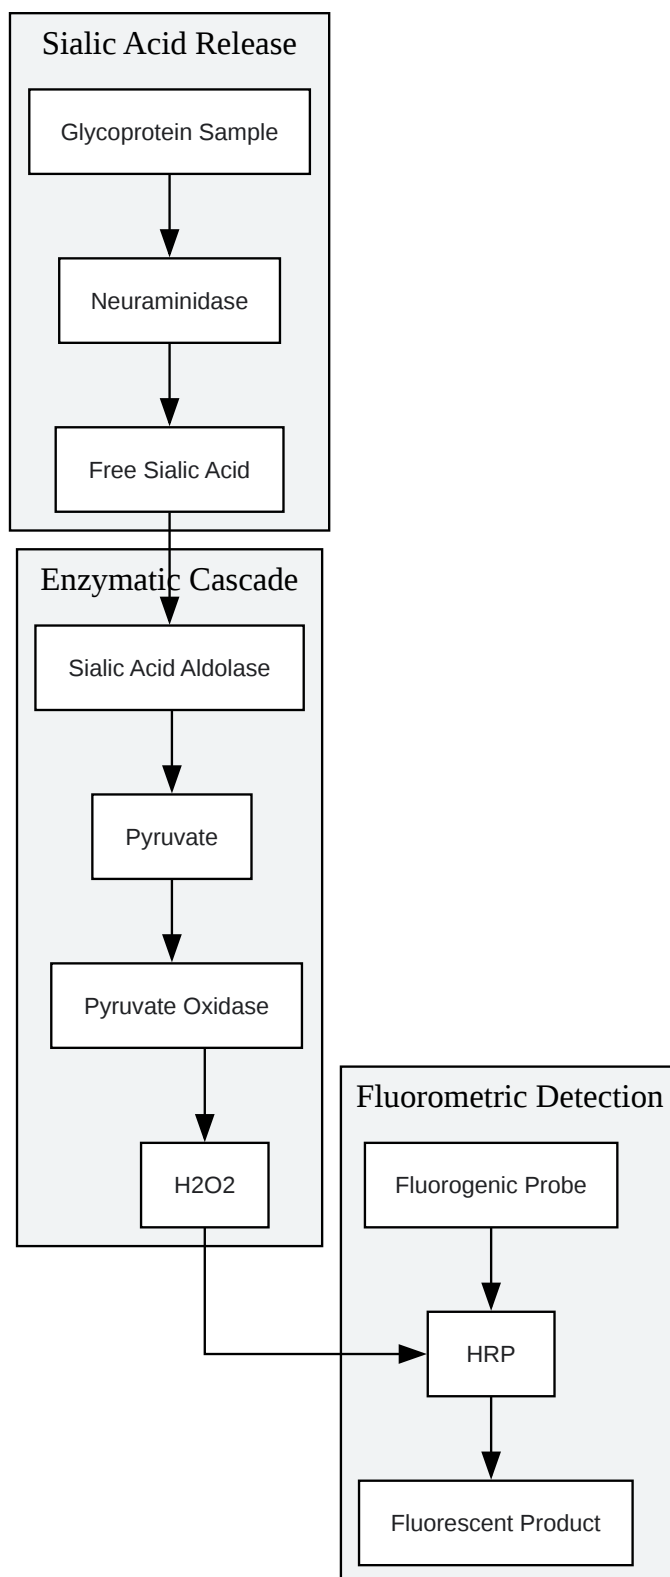 Sialic Acid Release
Glycoprotein Sample
Neuraminidase
Free Sialic Acid
Enzymatic Cascade
Sialic Acid Aldolase
Pyruvate
Pyruvate Oxidase
H2O2
Fluorometric Detection
Fluorogenic Probe
HRP
Fluorescent Product